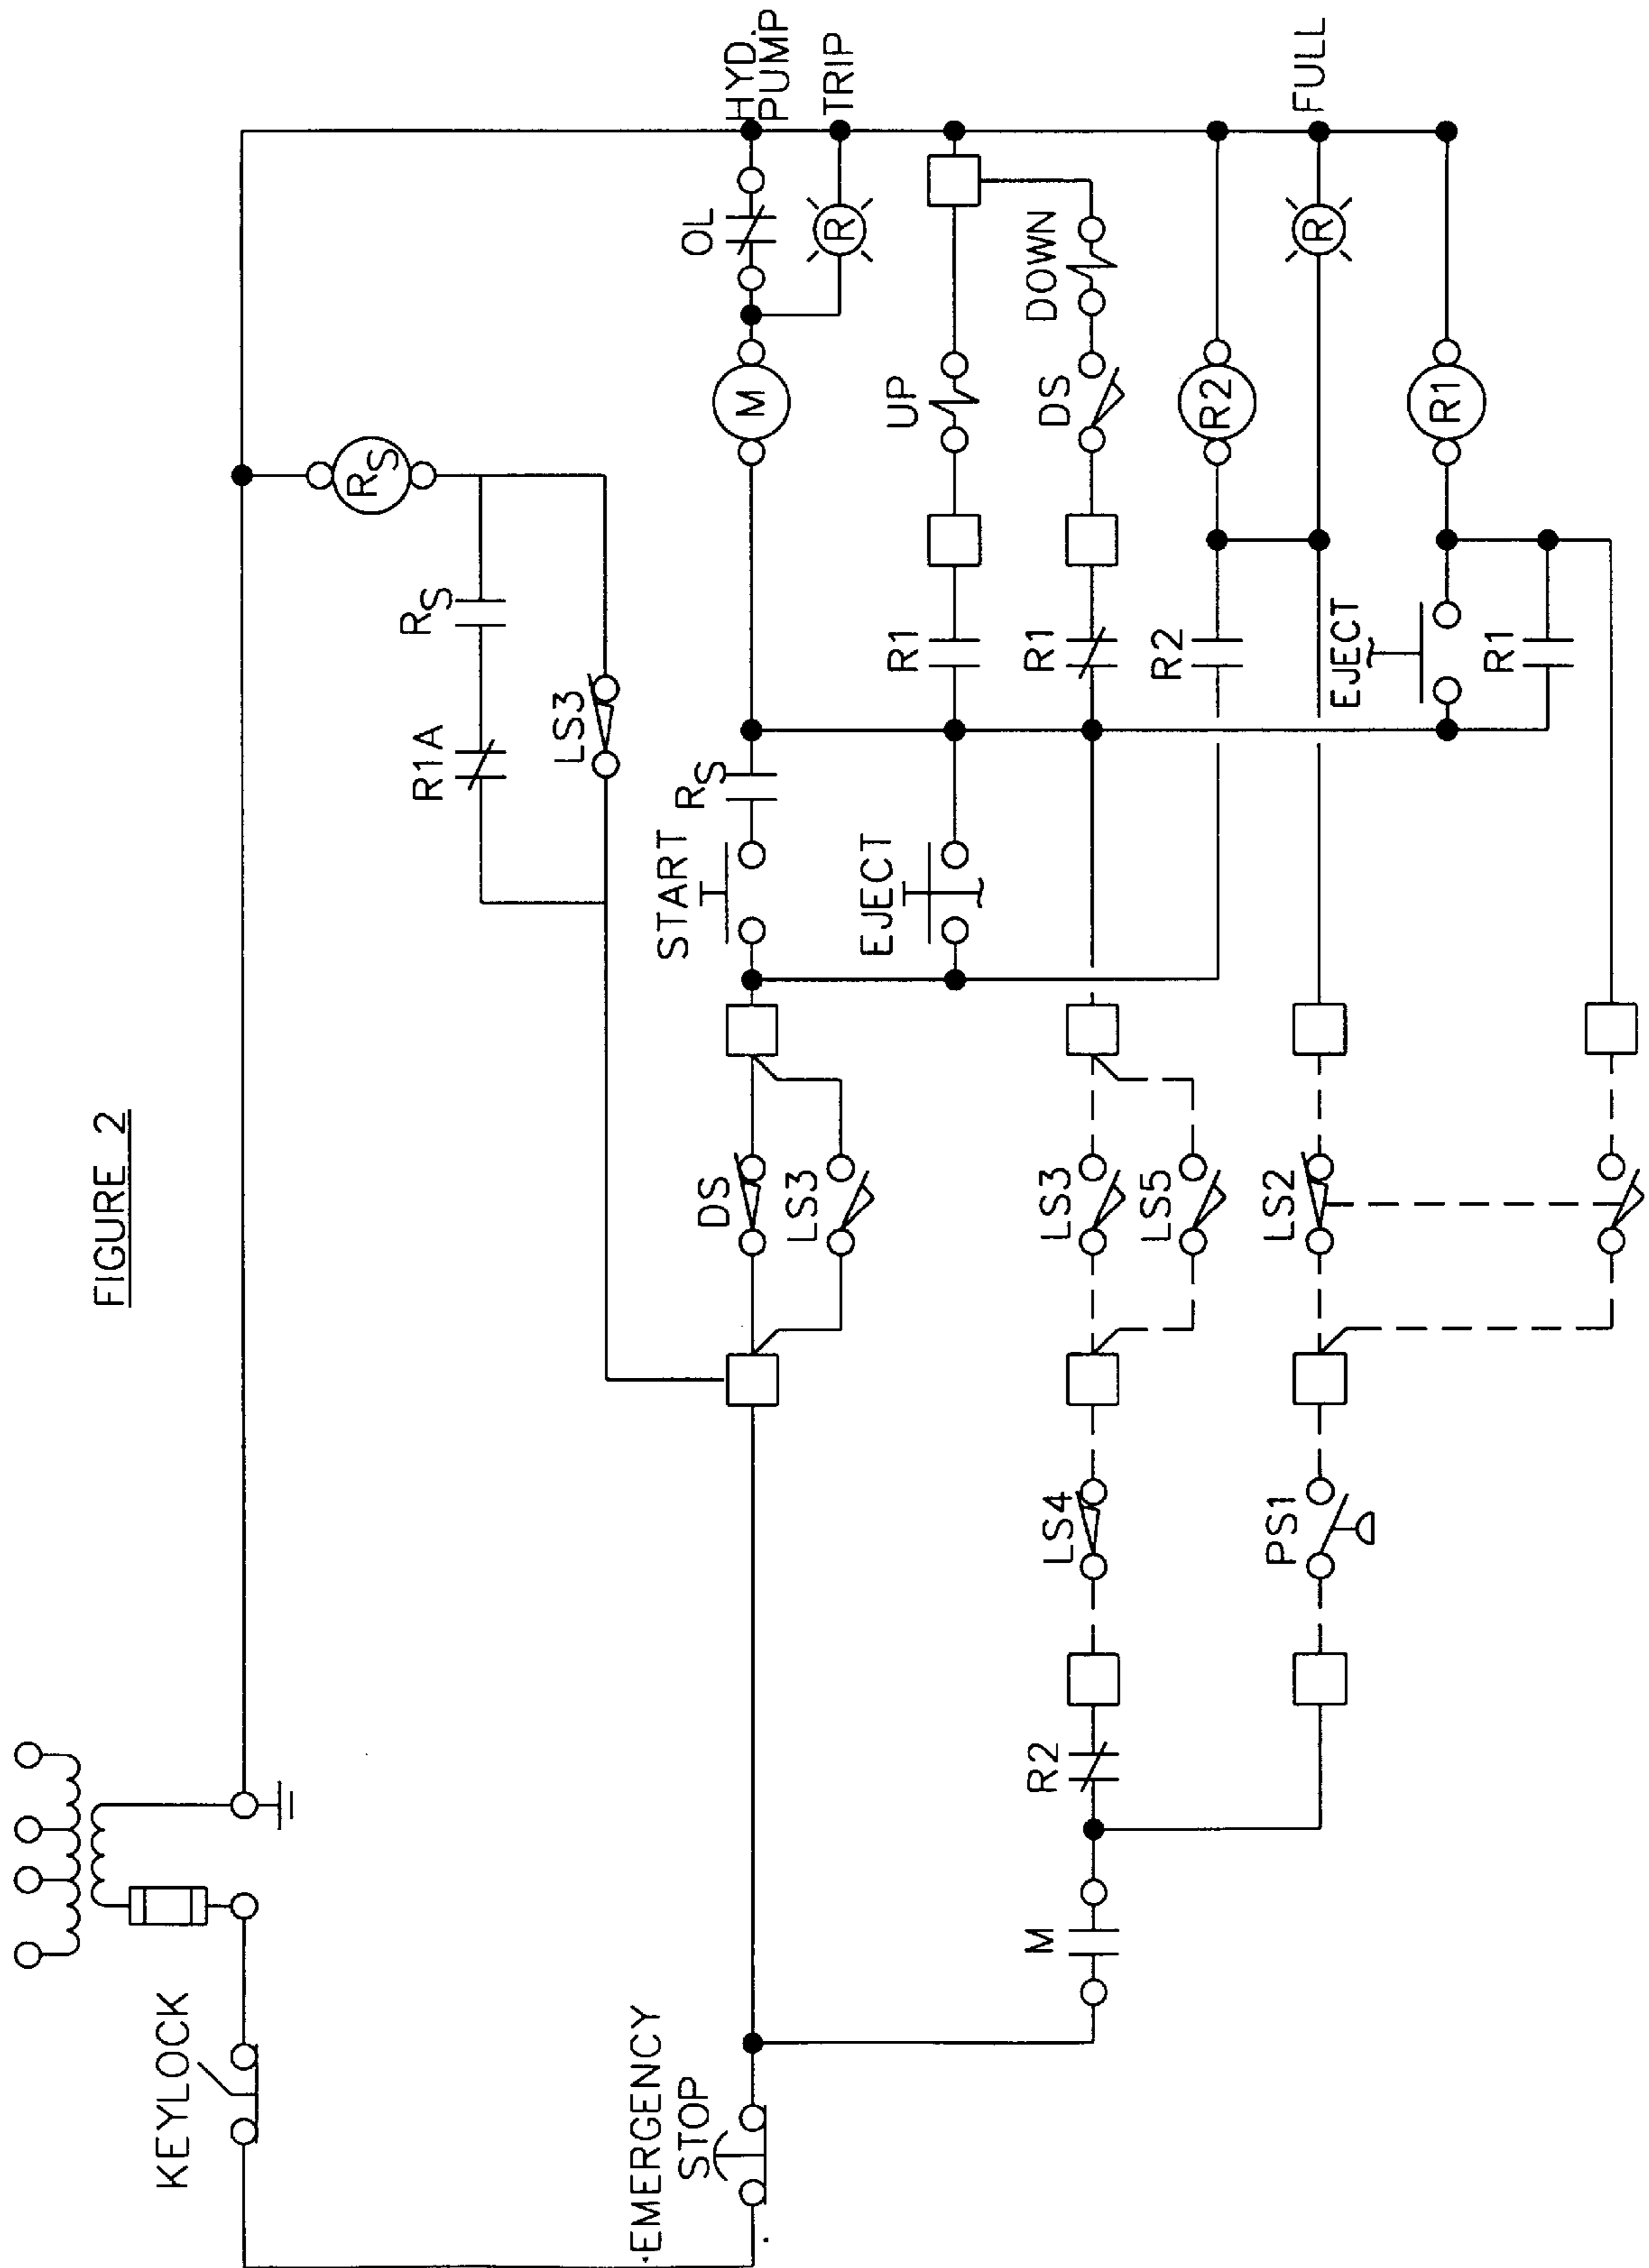 FIGURE 2
KEYLOCK
EMERGENCY
STOP
RS
R1A
RS
LS3
DS
LS3
START
RS
M
OL
HYD.
PUMP
R
TRIP
EJECT
R1
UP
M
R2
LS4
LS3
LS5
R1
DS
DOWN
R2
R2
PS1
LS2
R
FULL
EJECT
R1
R1